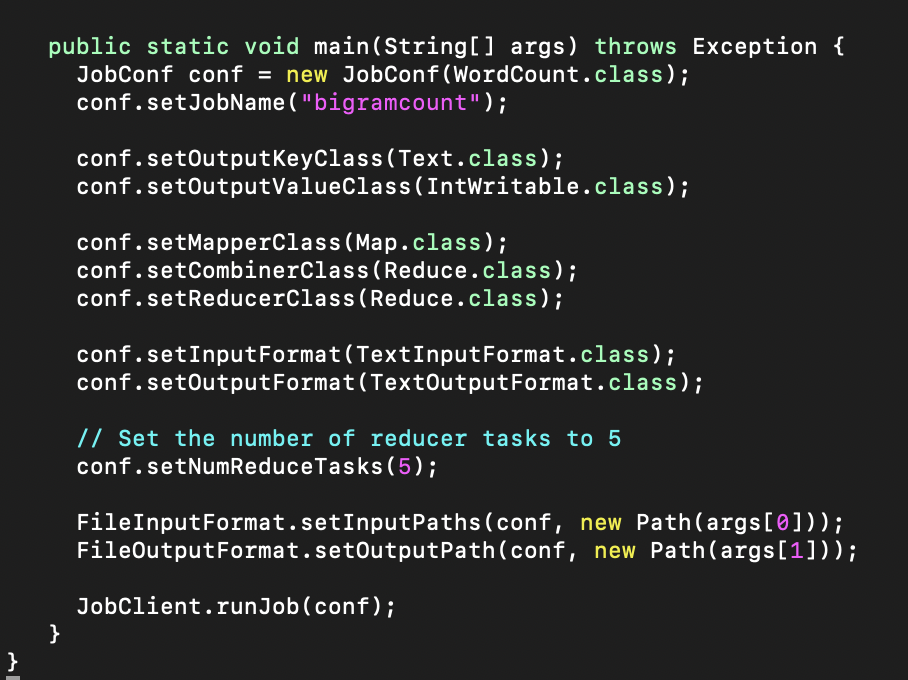 public static void main(String[] args) throws Exception {
JobConf conf = new JobConf(WordCount.class);
conf.setJobName("bigramcount");
conf.setOutputKeyClass(Text.class);
conf.setOutputValueClass(IntWritable.class);
conf.setMapperClass(Map.class);
conf.setCombinerClass(Reduce.class);
conf.setReducerClass(Reduce.class);
conf.setInputFormat(TextInputFormat.class);
conf.setOutputFormat(TextOutputFormat.class);
// Set the number of reducer tasks to 5
conf.setNumReduceTasks(5);
FileInputFormat.setInputPaths(conf, new Path(args[0]));
FileOutputFormat.setOutputPath(conf, new Path(args[1]));
JobClient.runJob(conf);
}
}